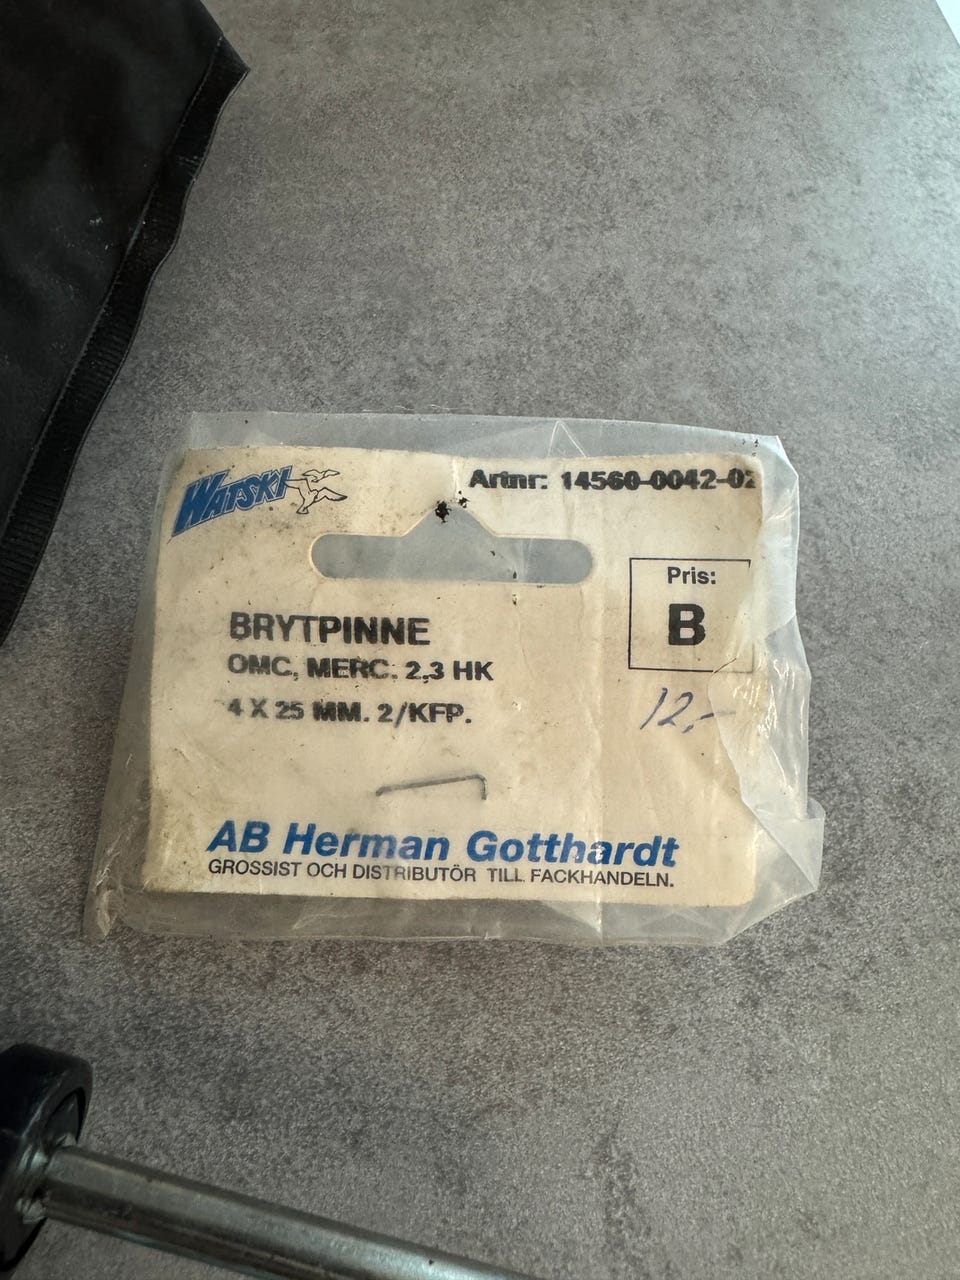 WATSKI
Artnr: 14560-0042-02
Pris:
B
BRYTPINNE
OMC, MERC. 2,3 HK
4 X 25 MM. 2/KFP.
12,-
AB Herman Gotthardt
GROSSIST OCH DISTRIBUTÖR TILL FACKHANDELN.